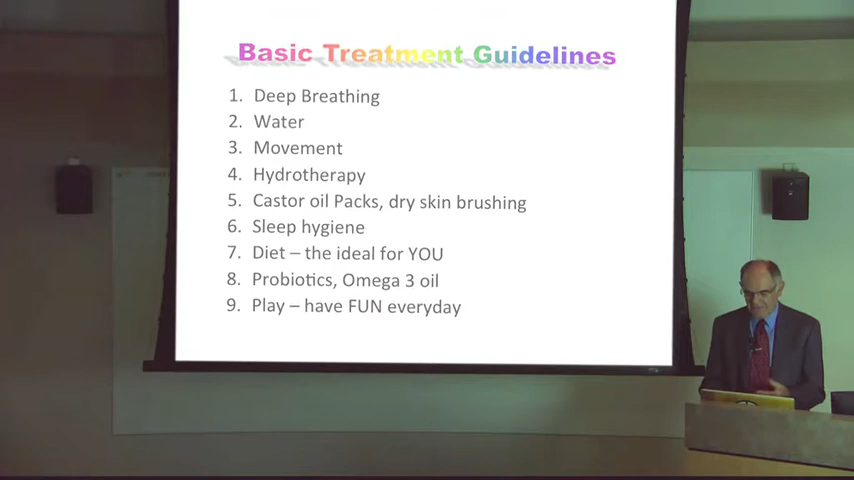 Basic Treatment Guidelines
1. Deep Breathing
2. Water
3. Movement
4. Hydrotherapy
5. Castor oil Packs, dry skin brushing
6. Sleep hygiene
7. Diet – the ideal for YOU
8. Probiotics, Omega 3 oil
9. Play – have FUN everyday